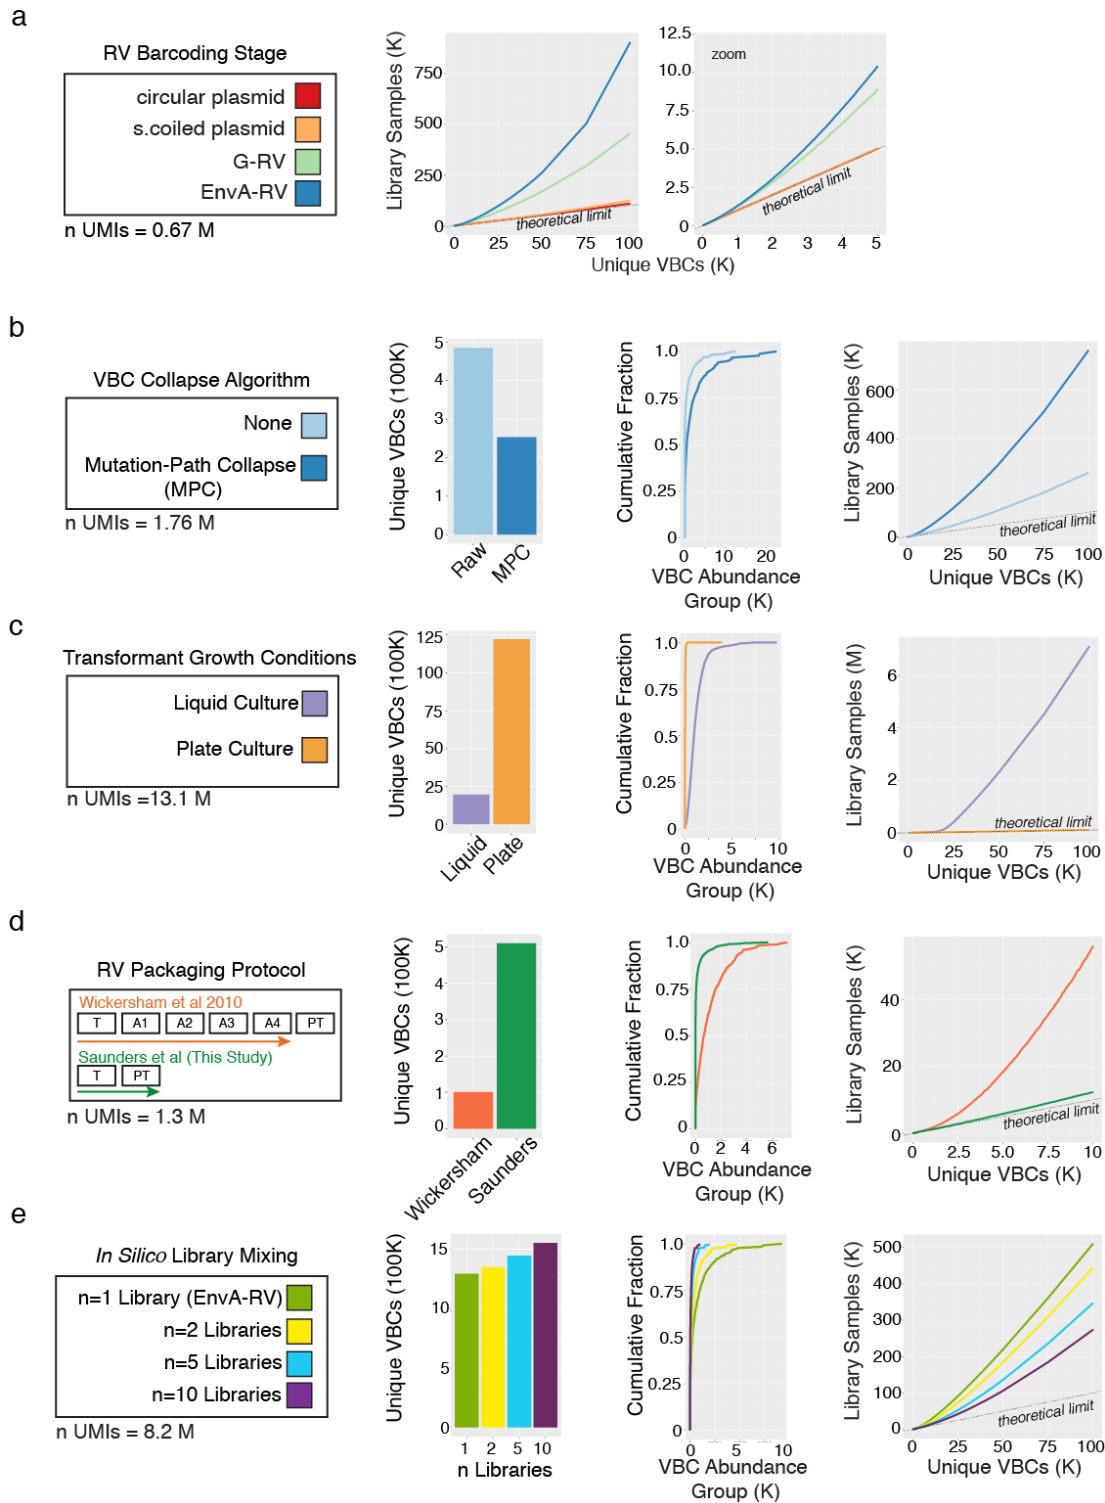 a
RV Barcoding Stage
circular plasmid
s.coiled plasmid
G-RV
EnvA-RV
n UMIs = 0.67 M
Library Samples (K)
750
500
250
0
theoretical limit
0 25 50 75 100
12.5
10.0
7.5
5.0
2.5
0
zoom
theoretical limit
0 1 2 3 4 5
Unique VBCs (K)
b
VBC Collapse Algorithm
None
Mutation-Path Collapse
(MPC)
n UMIs = 1.76 M
Unique VBCs (100K)
5
4
3
2
1
0
Raw
MPC
Cumulative Fraction
1.0
0.75
0.5
0.25
0
0 10 20
VBC Abundance
Group (K)
Library Samples (K)
600
400
200
0
theoretical limit
0 25 50 75 100
Unique VBCs (K)
c
Transformant Growth Conditions
Liquid Culture
Plate Culture
n UMIs =13.1 M
Unique VBCs (100K)
125
100
75
50
25
0
Liquid
Plate
Cumulative Fraction
1.0
0.75
0.5
0.25
0
0 5 10
VBC Abundance
Group (K)
Library Samples (M)
6
4
2
0
theoretical limit
0 25 50 75 100
Unique VBCs (K)
d
RV Packaging Protocol
Wickersham et al 2010
T A1 A2 A3 A4 PT
Saunders et al (This Study)
T PT
n UMIs = 1.3 M
Unique VBCs (100K)
5
4
3
2
1
0
Wickersham
Saunders
Cumulative Fraction
1.0
0.75
0.5
0.25
0
0 2 4 6
VBC Abundance
Group (K)
Library Samples (K)
40
20
0
theoretical limit
0 2.5 5 7.5 10
Unique VBCs (K)
e
In Silico Library Mixing
n=1 Library (EnvA-RV)
n=2 Libraries
n=5 Libraries
n=10 Libraries
n UMIs = 8.2 M
Unique VBCs (100K)
15
10
5
0
1 2 5 10
n Libraries
Cumulative Fraction
1.0
0.75
0.5
0.25
0
0 5 10
VBC Abundance
Group (K)
Library Samples (K)
500
400
300
200
100
0
theoretical limit
0 25 50 75 100
Unique VBCs (K)